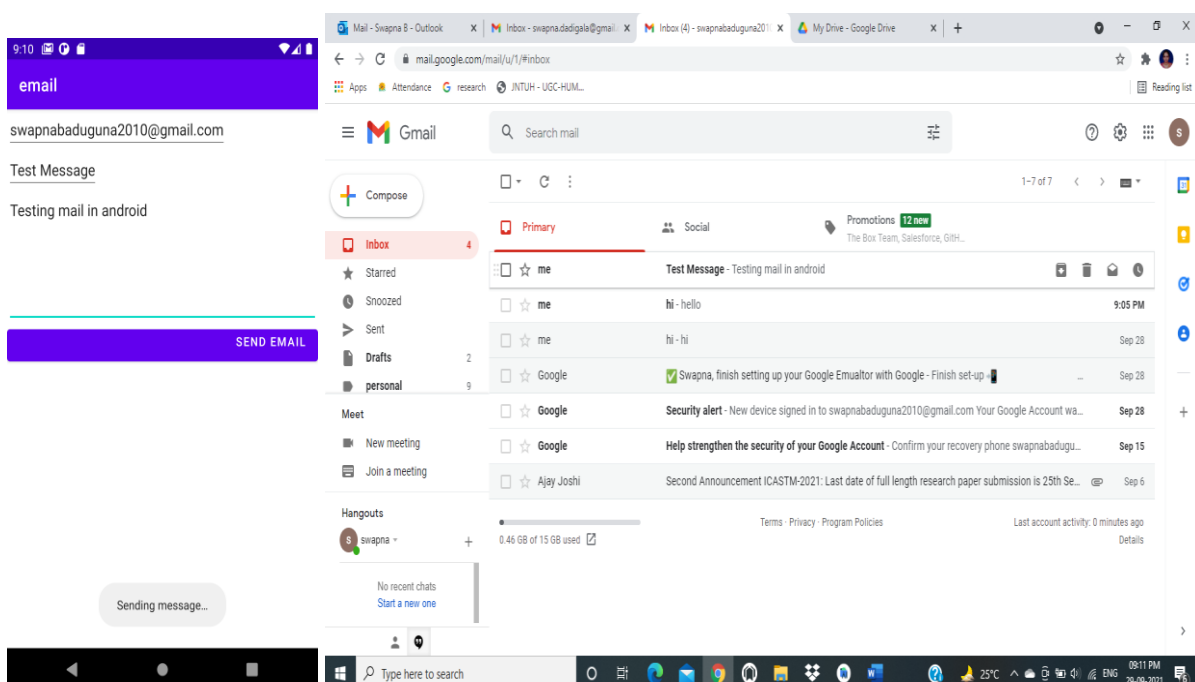 9:10
email
swapnabaduguna2010@gmail.com
Test Message
Testing mail in android
SEND EMAIL
Sending message...
Mail - Swapna B - Outlook X
Inbox - swapna.dadigala@gmail. X
Inbox (4) - swapnabaduguna201 X
My Drive - Google Drive X
mail.google.com/mail/u/1/#inbox
Apps Attendance research JNTUH - UGC-HUM... Reading list
Gmail Search mail S
Compose 1-7 of 7
Primary Social Promotions 12 new
The Box Team, Salesforce, GitH...
Inbox 4
Starred
Snoozed
Sent
Drafts 2
personal 9
me Test Message - Testing mail in android
me hi - hello 9:05 PM
me hi - hi Sep 28
Google ✅ Swapna, finish setting up your Google Emualtor with Google - Finish set-up ... Sep 28
Google Security alert - New device signed in to swapnabaduguna2010@gmail.com Your Google Account wa... Sep 28
Google Help strengthen the security of your Google Account - Confirm your recovery phone swapnabadugu... Sep 15
Ajay Joshi Second Announcement ICASTM-2021: Last date of full length research paper submission is 25th Se... Sep 6
Meet
New meeting
Join a meeting
Hangouts
S swapna
No recent chats
Start a new one
0.46 GB of 15 GB used
Terms · Privacy · Program Policies
Last account activity: 0 minutes ago
Details
Type here to search
25°C ENG 09:11 PM
29-09-2021